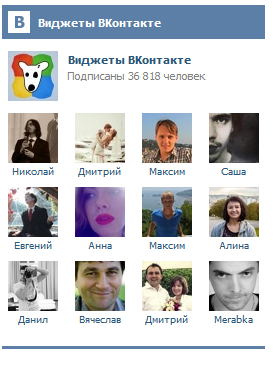 В Виджеты ВКонтакте
Виджеты ВКонтакте
Подписаны 36 818 человек
Николай Дмитрий Максим Саша
Евгений Анна Максим Алина
Данил Вячеслав Дмитрий Merabka